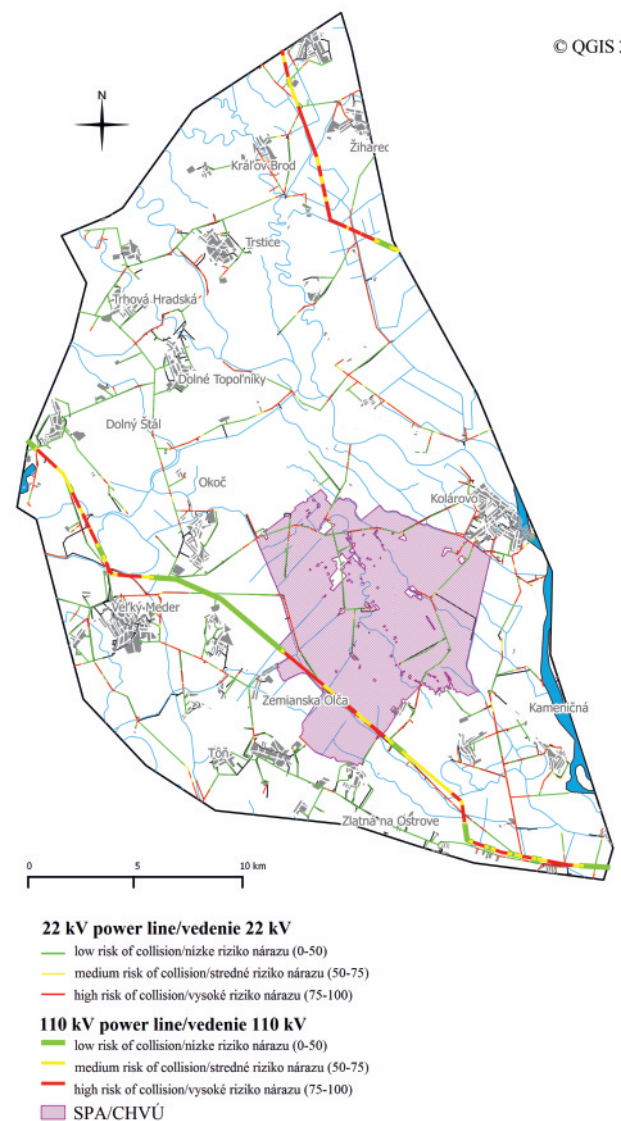 © QGIS 2
N
Žiharec
Kráľov Brod
Trstice
Trhová Hradská
Dolné Topoľníky
Dolný Štál
Okoč
Kolárovo
Veľký Meder
Zemianska Olča
Kameničná
Tôň
Zlatná na Ostrove
0 5 10 km
22 kV power line/vedenie 22 kV
low risk of collision/nízke riziko nárazu (0-50)
medium risk of collision/stredné riziko nárazu (50-75)
high risk of collision/vysoké riziko nárazu (75-100)
110 kV power line/vedenie 110 kV
low risk of collision/nízke riziko nárazu (0-50)
medium risk of collision/stredné riziko nárazu (50-75)
high risk of collision/vysoké riziko nárazu (75-100)
SPA/CHVÚ